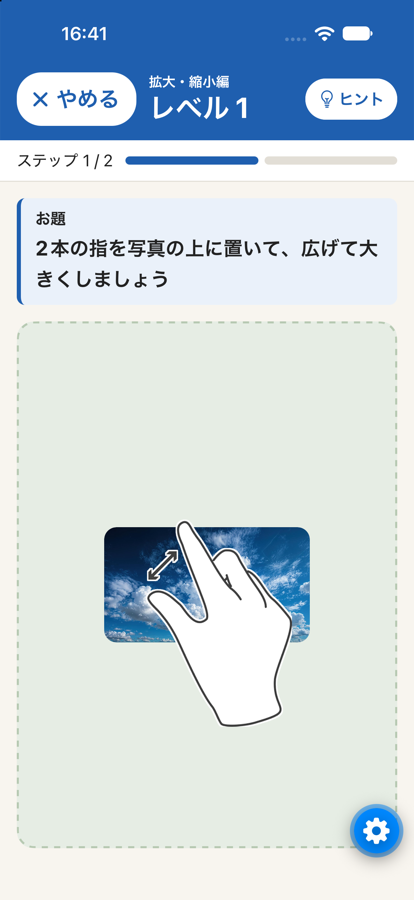 16:41
やめる
拡大・縮小編
レベル 1
ヒント
ステップ 1 / 2
お題
2本の指を写真の上に置いて、広げて大
きくしましょう